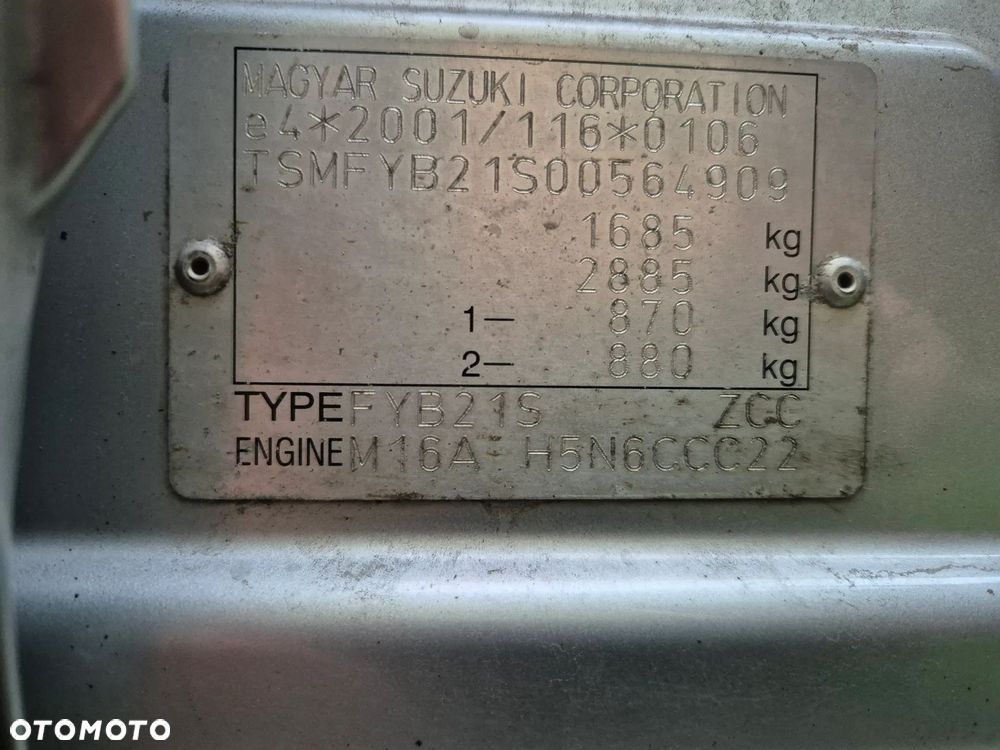 MAGYAR SUZUKI CORPORATION
e4*2001/116*0106
TSMFYB21S00564909
1685 kg
2885 kg
1- 870 kg
2- 880 kg
TYPE FYB21S ZCC
ENGINE M16A H5N6CCC22
OTOMOTO